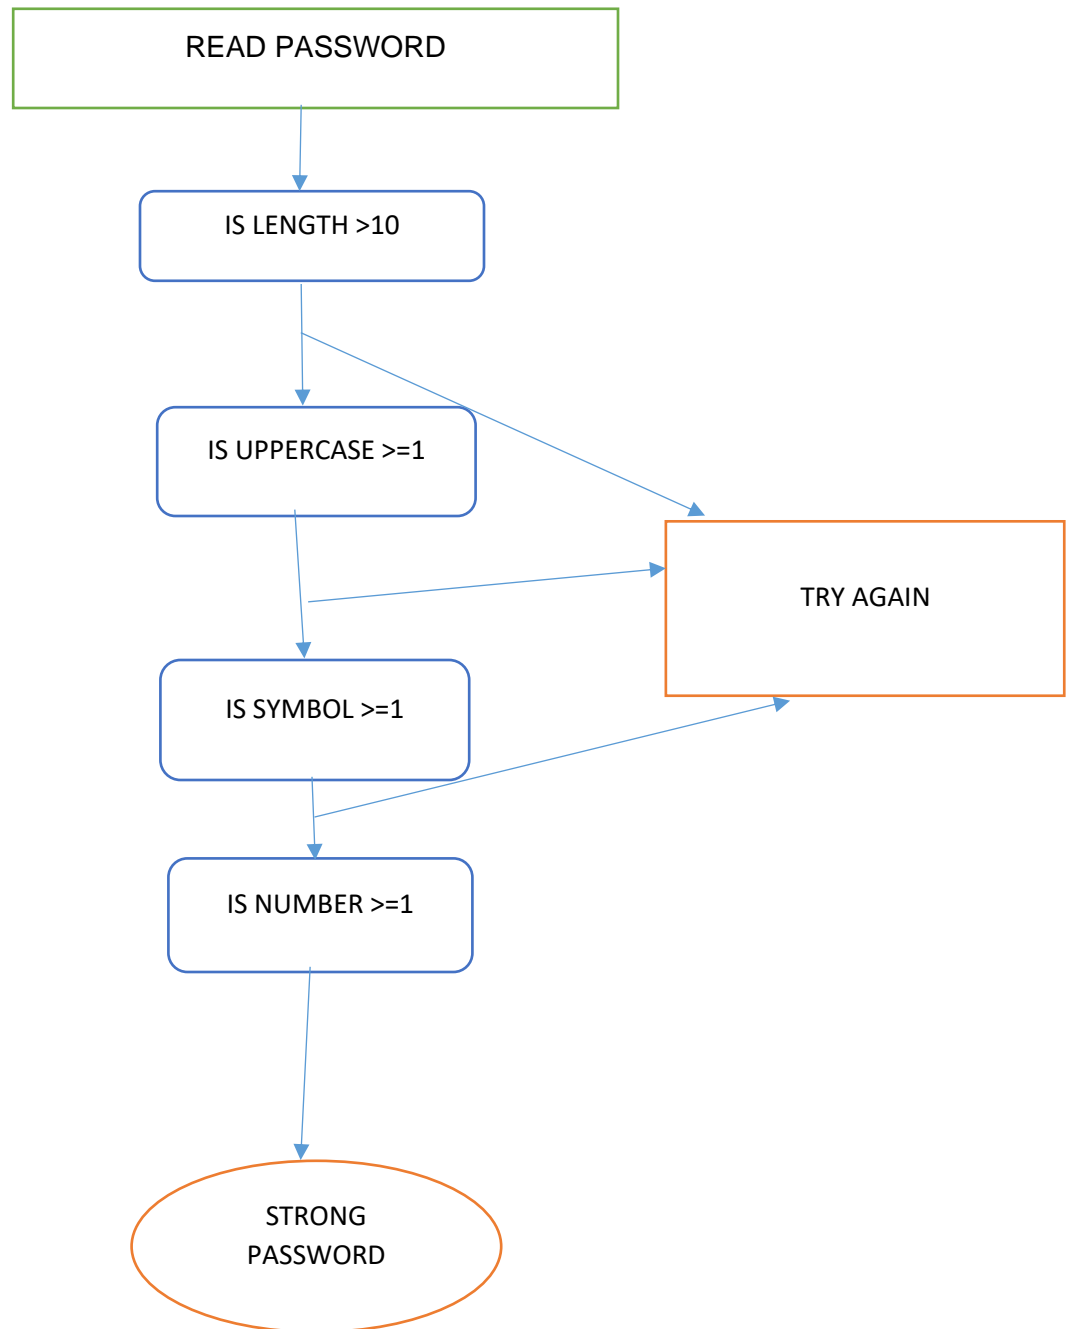 READ PASSWORD
IS LENGTH >10
IS UPPERCASE >=1
TRY AGAIN
IS SYMBOL >=1
IS NUMBER >=1
STRONG
PASSWORD